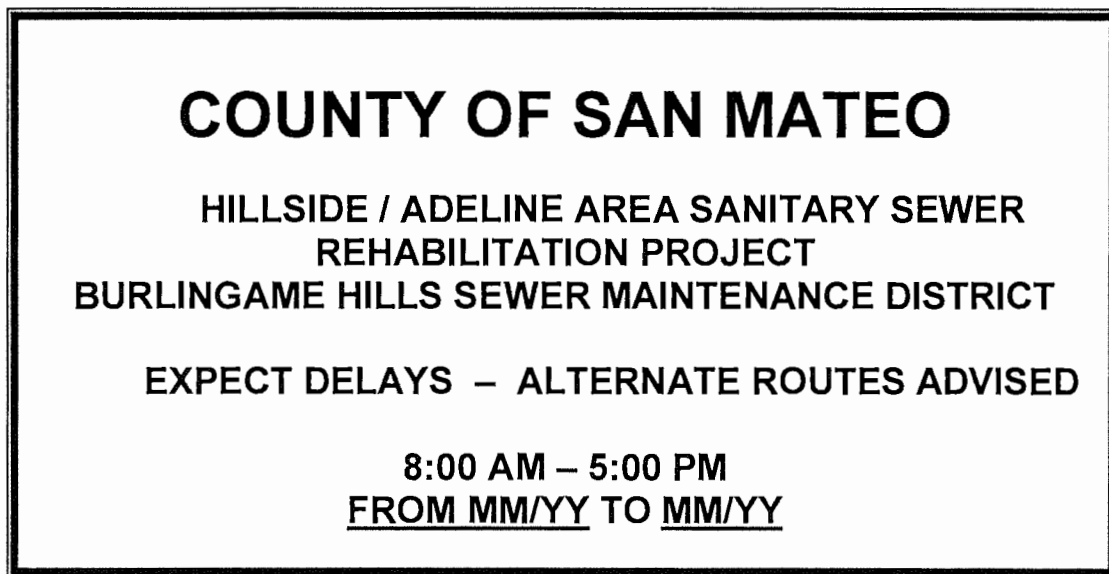 COUNTY OF SAN MATEO
HILLSIDE / ADELINE AREA SANITARY SEWER
REHABILITATION PROJECT
BURLINGAME HILLS SEWER MAINTENANCE DISTRICT
EXPECT DELAYS – ALTERNATE ROUTES ADVISED
8:00 AM – 5:00 PM
FROM MM/YY TO MM/YY